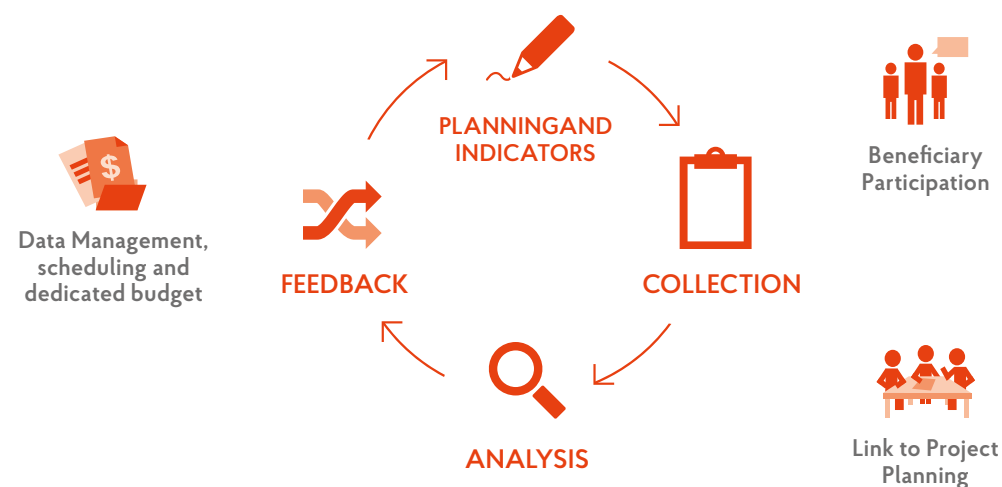 PLANNINGAND
INDICATORS
Beneficiary
Participation
$
Data Management,
scheduling and
dedicated budget
FEEDBACK
COLLECTION
ANALYSIS
Link to Project
Planning